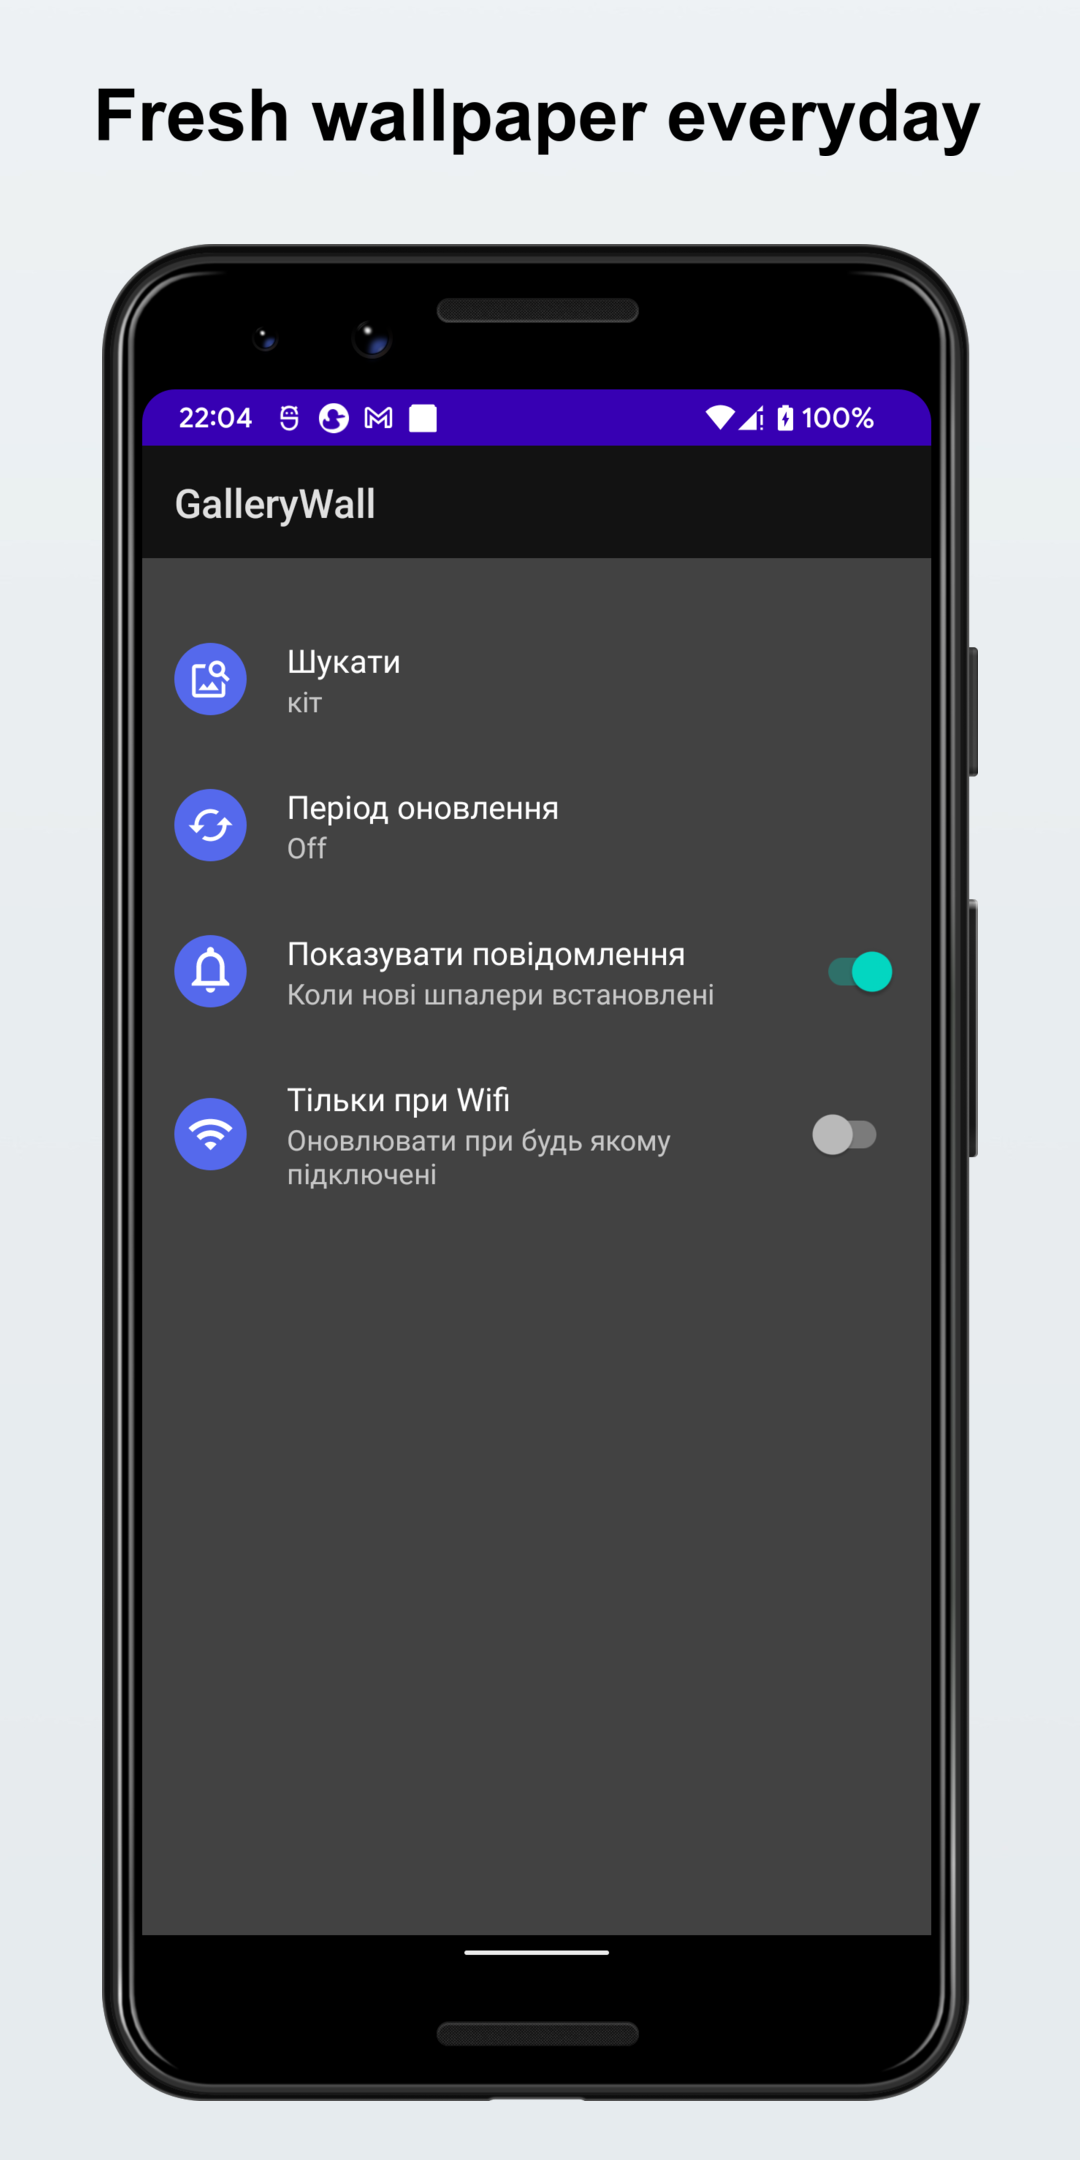 Fresh wallpaper everyday
22:04
100%
GalleryWall
Шукати
кіт
Період оновлення
Off
Показувати повідомлення
Коли нові шпалери встановлені
Тільки при Wifi
Оновлювати при будь якому
підключені